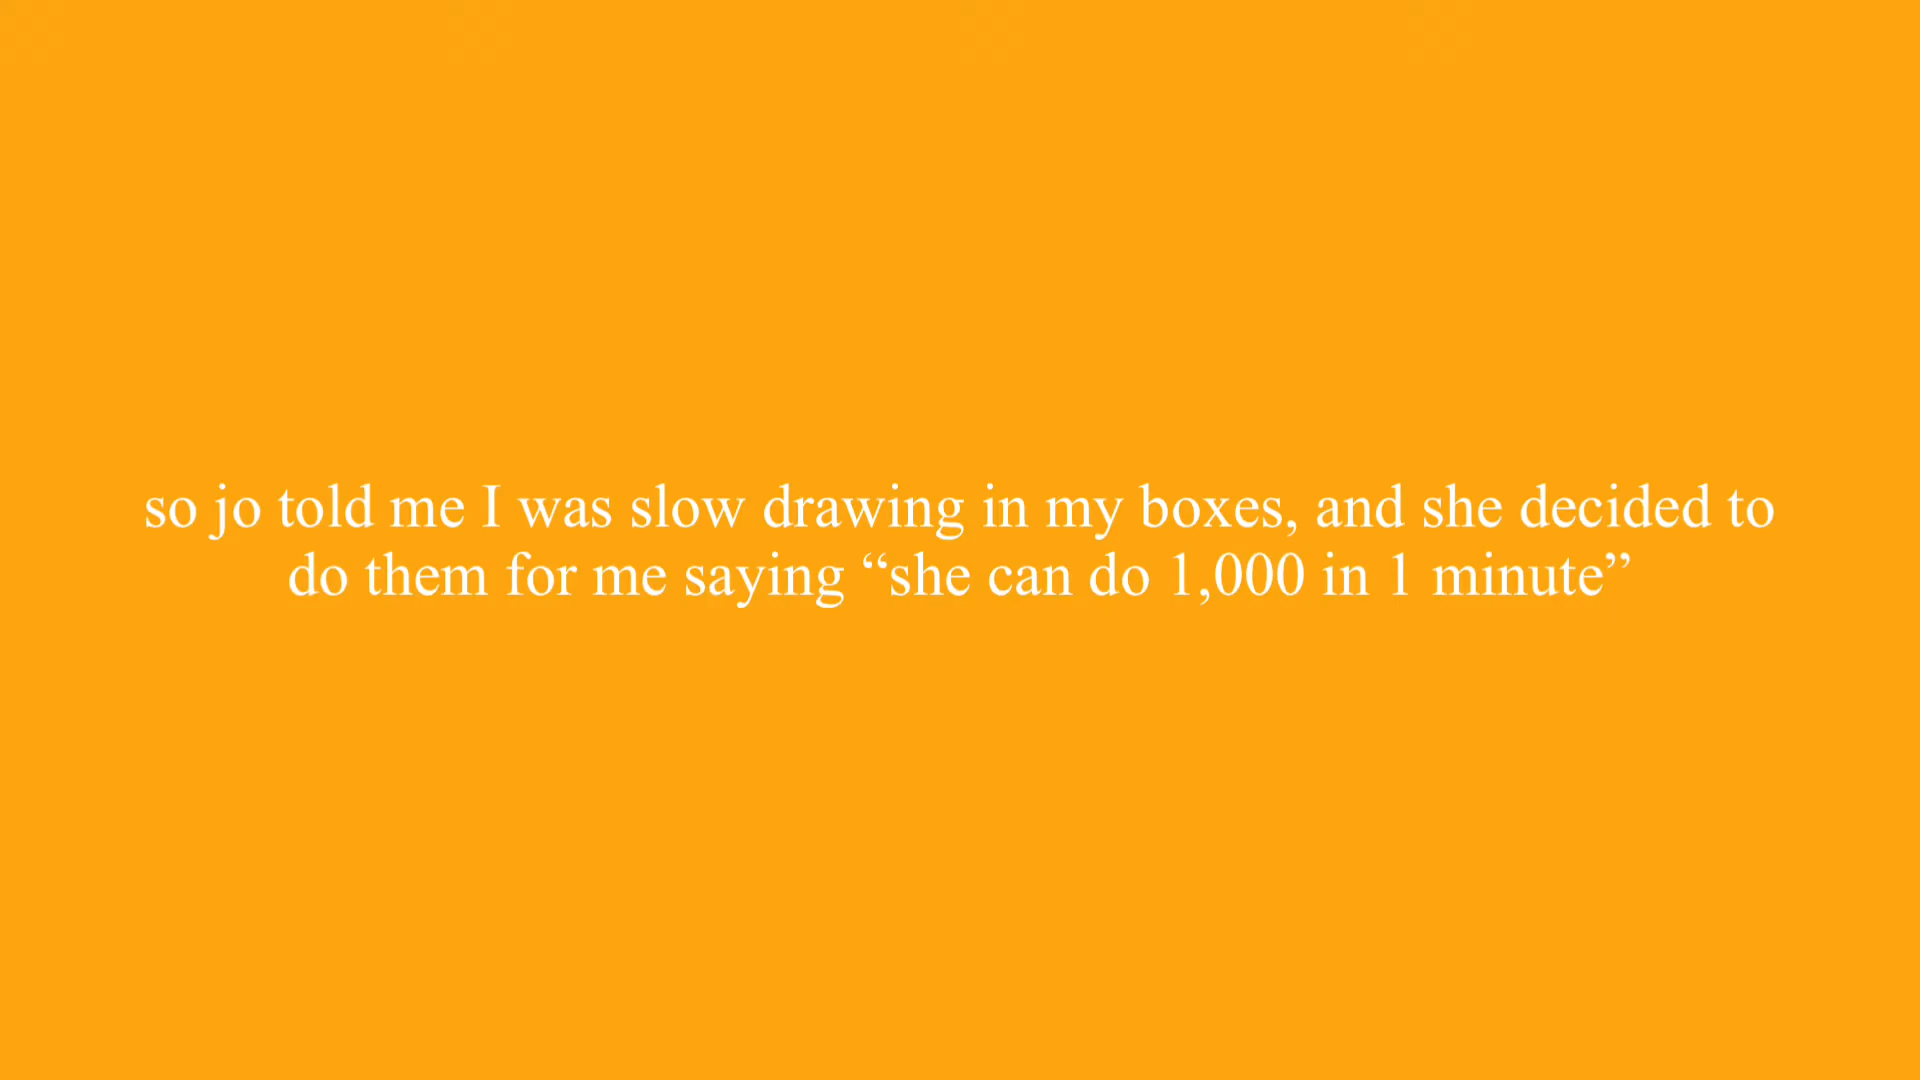 so jo told me I was slow drawing in my boxes, and she decided to
do them for me saying “she can do 1,000 in 1 minute”